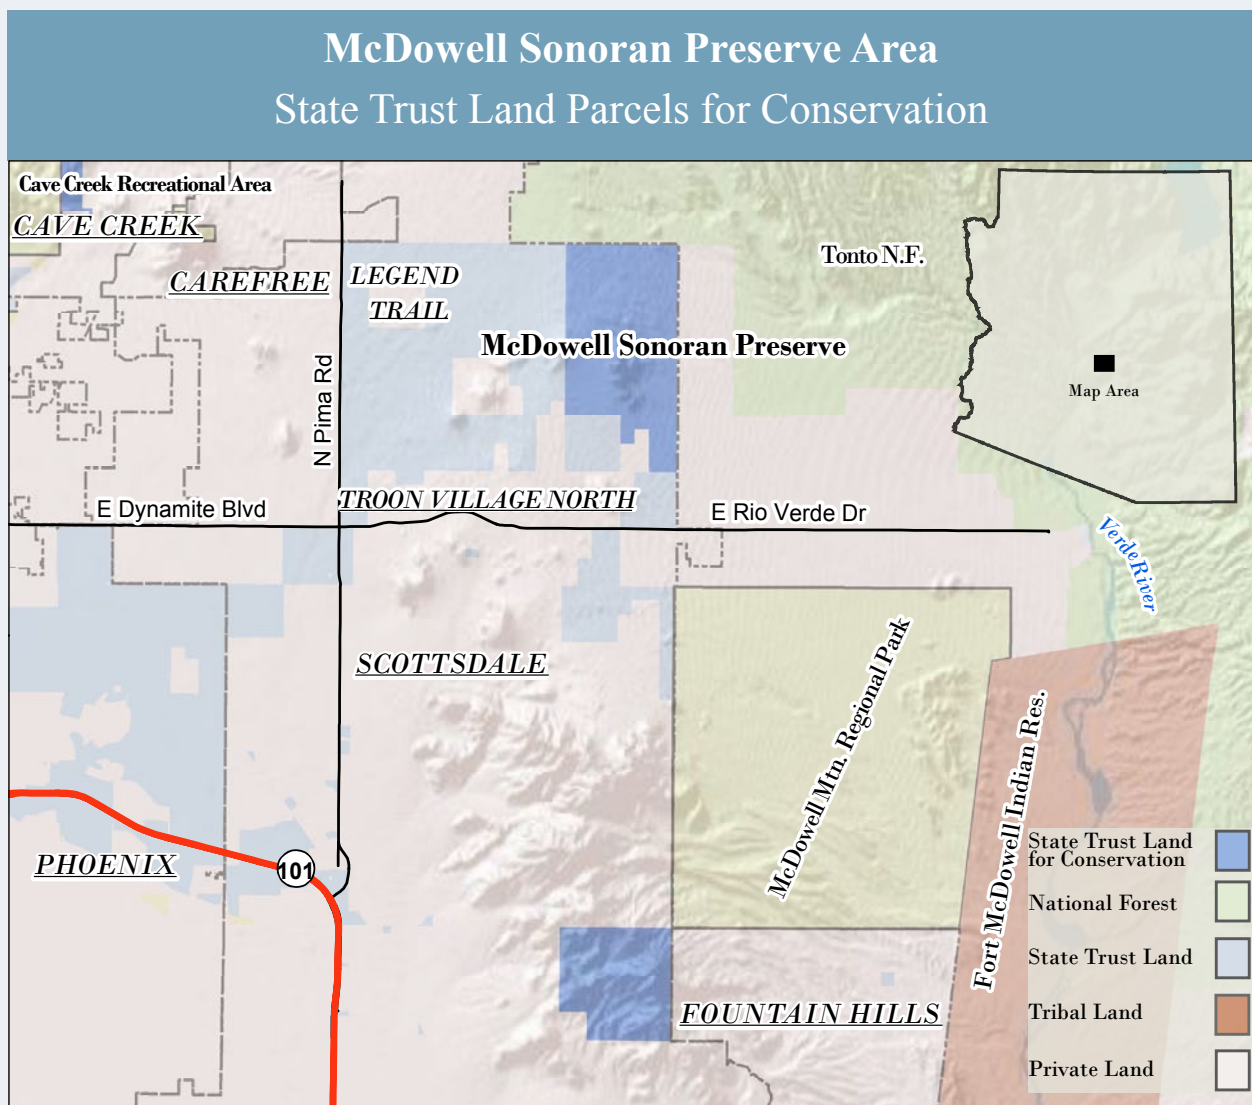 McDowell Sonoran Preserve Area
State Trust Land Parcels for Conservation
Cave Creek Recreational Area
CAVE CREEK
CAREFREE
LEGEND
TRAIL
Tonto N.F.
McDowell Sonoran Preserve
Map Area
N Pima Rd
E Dynamite Blvd
TROON VILLAGE NORTH
E Rio Verde Dr
Verde River
SCOTTSDALE
McDowell Mtn. Regional Park
Fort McDowell Indian Res.
PHOENIX
101
FOUNTAIN HILLS
State Trust Land
for Conservation
National Forest
State Trust Land
Tribal Land
Private Land